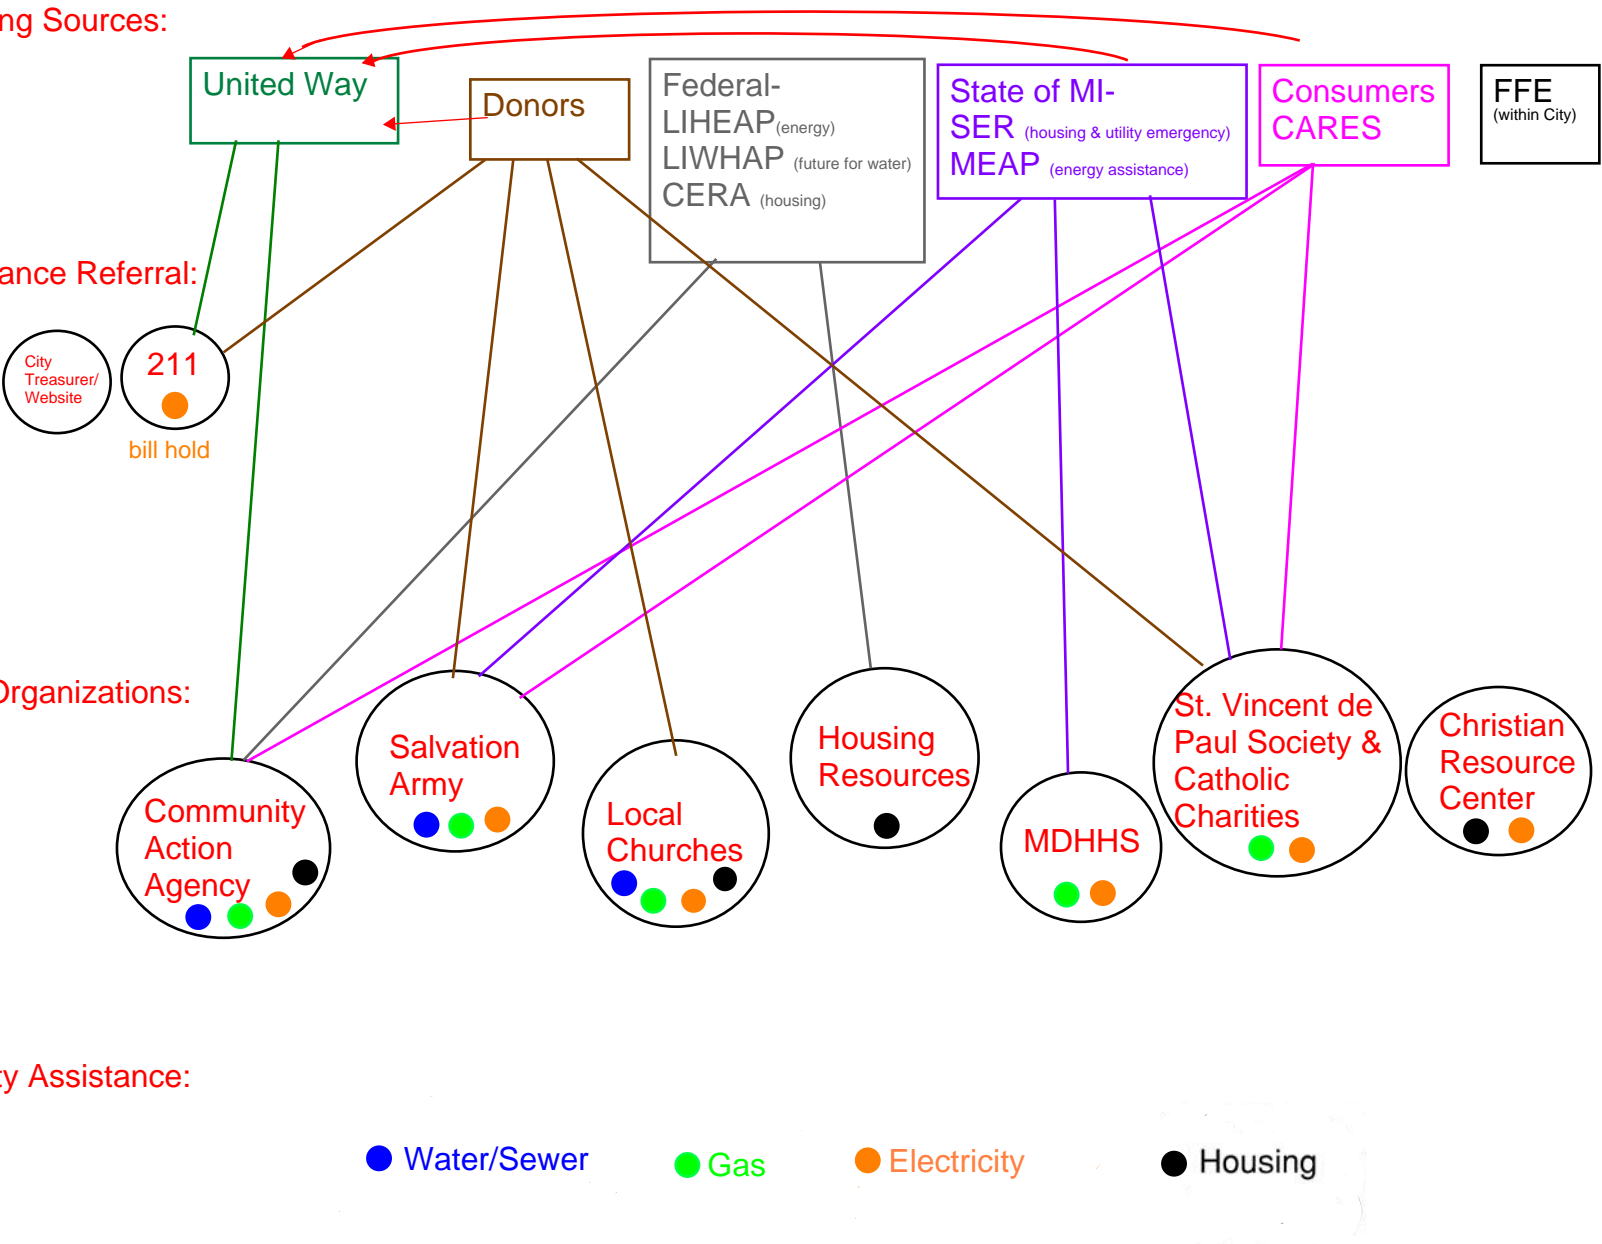 ng Sources:
United Way
Donors
Federal-
LIHEAP(energy)
LIWHAP (future for water)
CERA (housing)
State of MI-
SER (housing & utility emergency)
MEAP (energy assistance)
Consumers
CARES
FFE
(within City)
ance Referral:
City
Treasurer/
Website
211
bill hold
Organizations:
Community
Action
Agency
Salvation
Army
Local
Churches
Housing
Resources
MDHHS
St. Vincent de
Paul Society &
Catholic
Charities
Christian
Resource
Center
ty Assistance:
Water/Sewer
Gas
Electricity
Housing